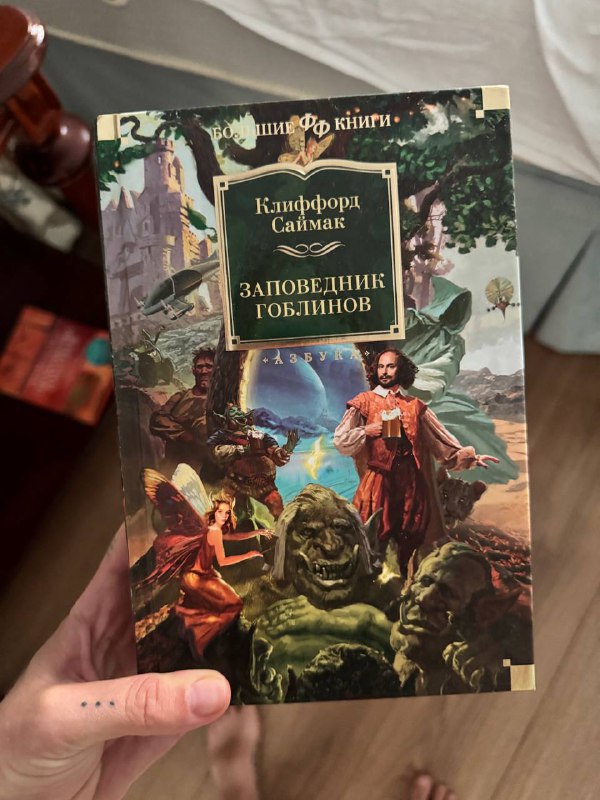 БОЛЬШИЕ ФФ КНИГИ
Клиффорд
Саймак
ЗАПОВЕДНИК
ГОБЛИНОВ
АЗБУКА